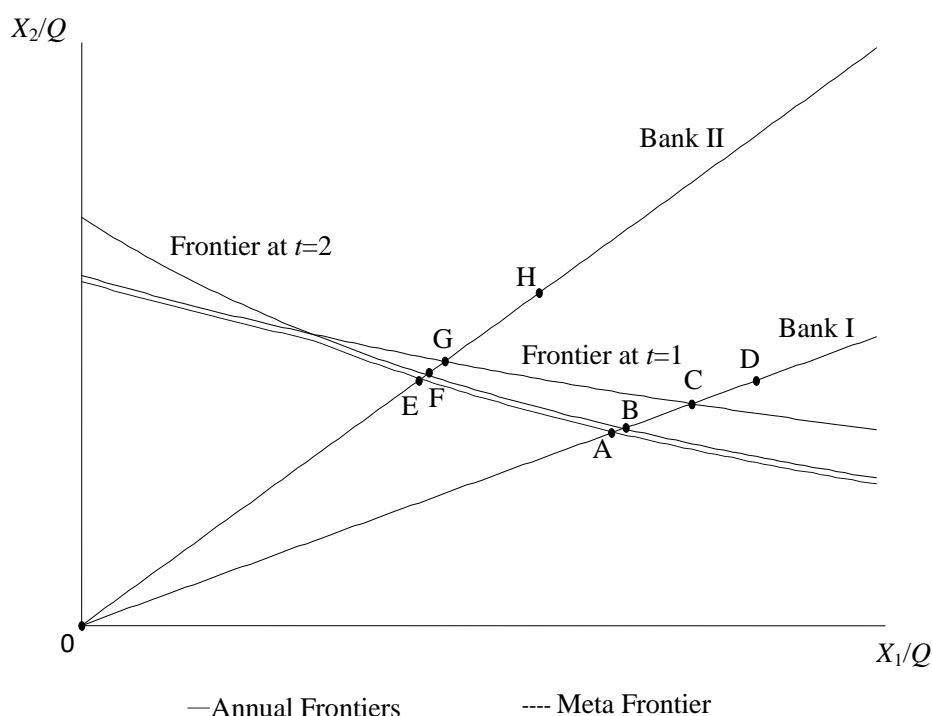 X₂/Q
Bank II
Frontier at t=2
H
Bank I
G
Frontier at t=1
D
C
E
F
B
A
0
X₁/Q
—Annual Frontiers
---- Meta Frontier